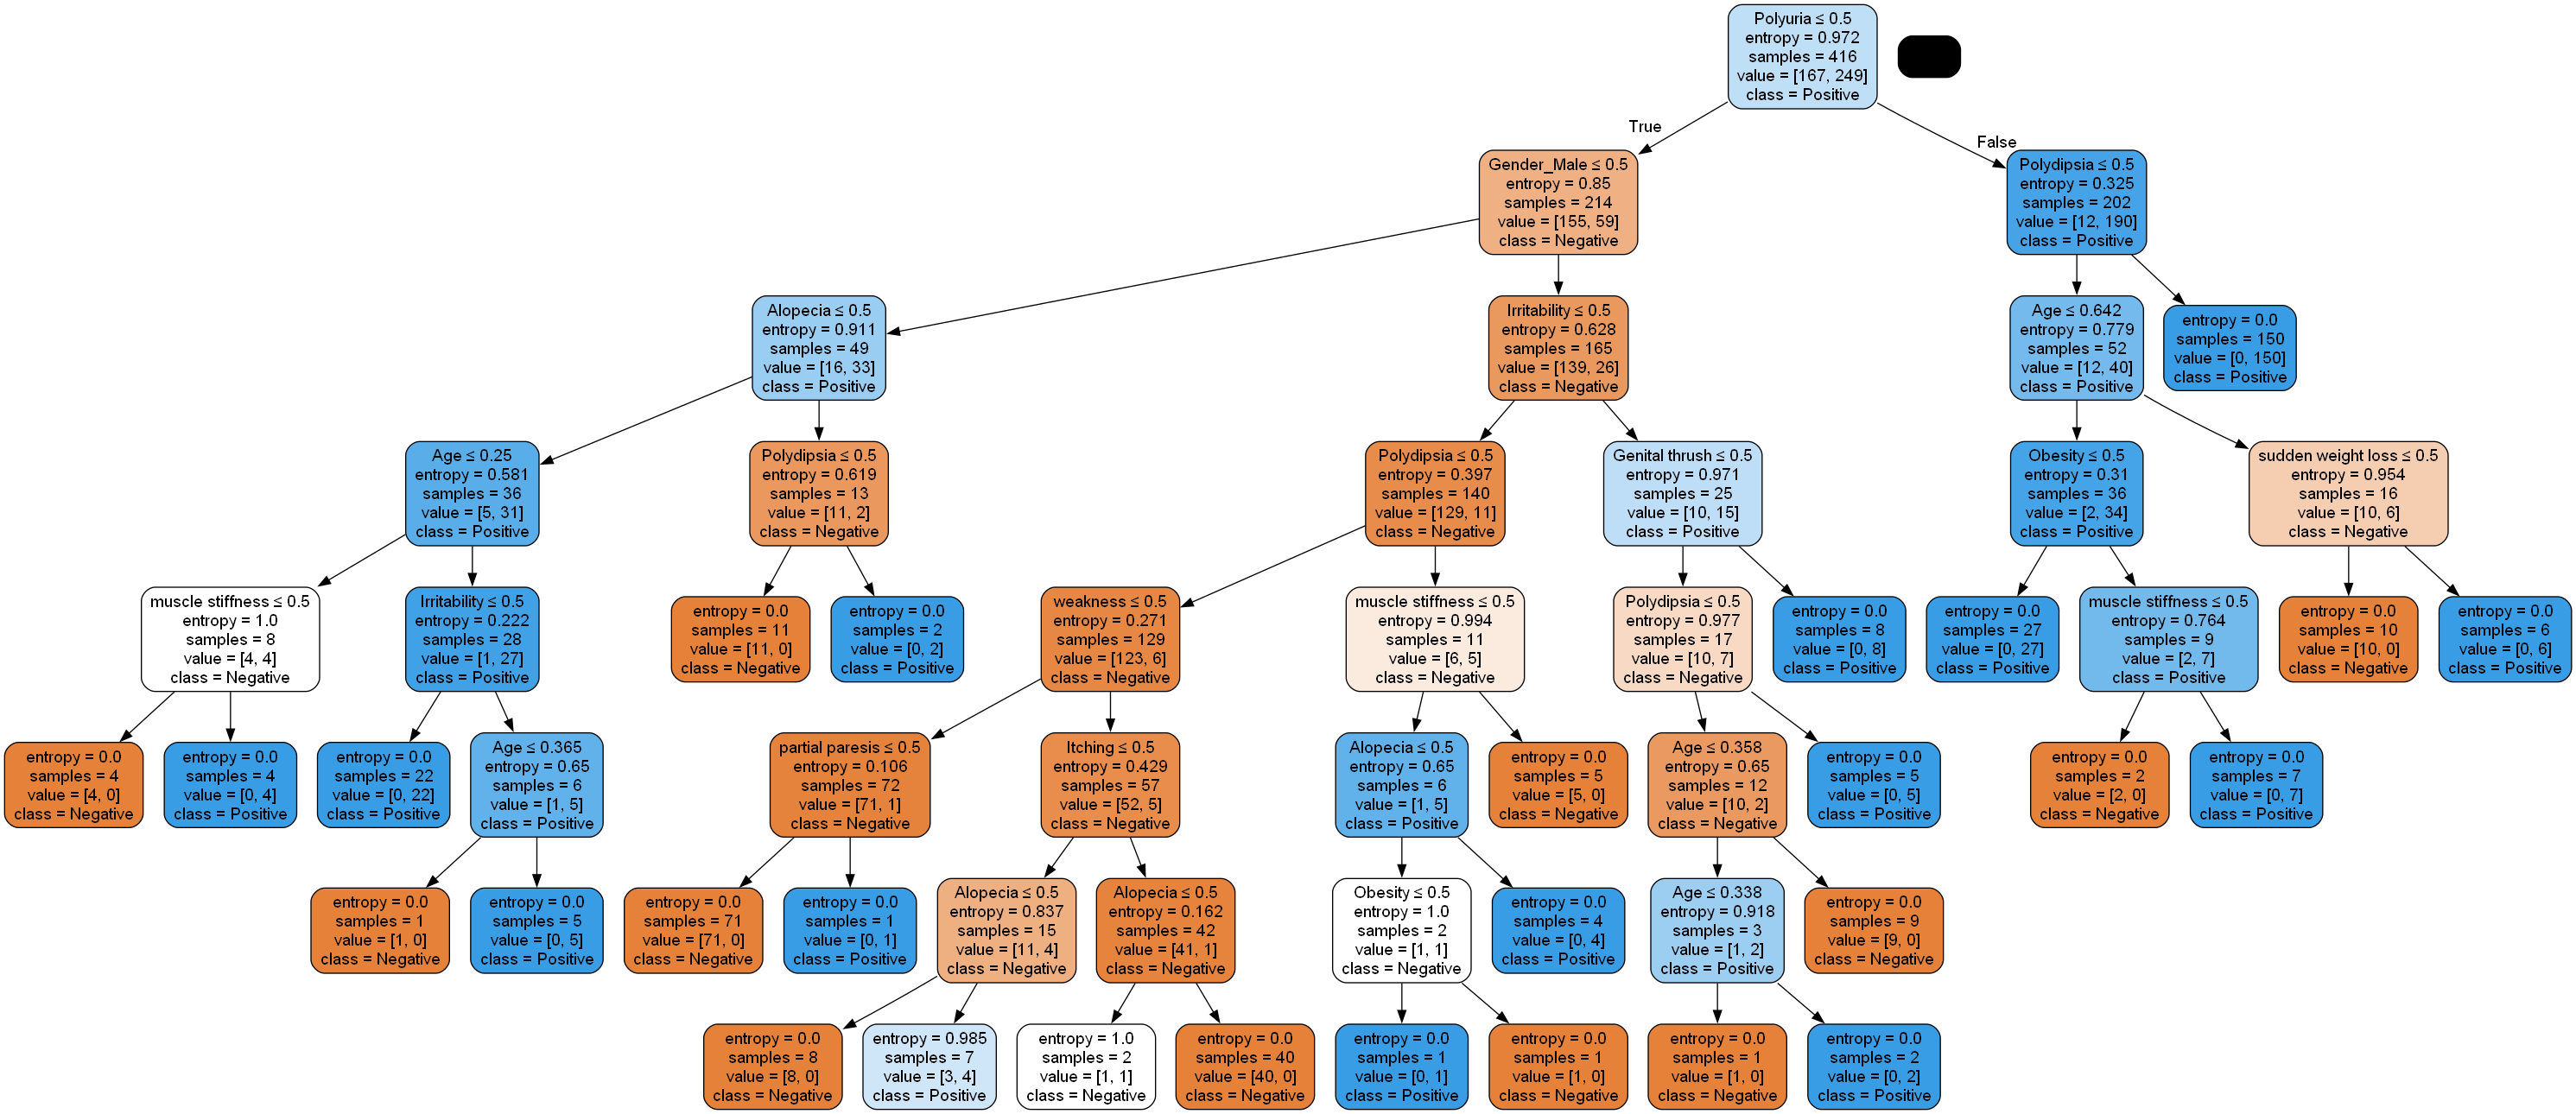 Polyuria ≤ 0.5
entropy = 0.972
samples = 416
value = [167, 249]
class = Positive
True
False
Gender_Male ≤ 0.5
entropy = 0.85
samples = 214
value = [155, 59]
class = Negative
Polydipsia ≤ 0.5
entropy = 0.325
samples = 202
value = [12, 190]
class = Positive
Alopecia ≤ 0.5
entropy = 0.911
samples = 49
value = [16, 33]
class = Positive
Irritability ≤ 0.5
entropy = 0.628
samples = 165
value = [139, 26]
class = Negative
Age ≤ 0.642
entropy = 0.779
samples = 52
value = [12, 40]
class = Positive
entropy = 0.0
samples = 150
value = [0, 150]
class = Positive
Age ≤ 0.25
entropy = 0.581
samples = 36
value = [5, 31]
class = Positive
Polydipsia ≤ 0.5
entropy = 0.619
samples = 13
value = [11, 2]
class = Negative
Polydipsia ≤ 0.5
entropy = 0.397
samples = 140
value = [129, 11]
class = Negative
Genital thrush ≤ 0.5
entropy = 0.971
samples = 25
value = [10, 15]
class = Positive
Obesity ≤ 0.5
entropy = 0.31
samples = 36
value = [2, 34]
class = Positive
sudden weight loss ≤ 0.5
entropy = 0.954
samples = 16
value = [10, 6]
class = Negative
muscle stiffness ≤ 0.5
entropy = 1.0
samples = 8
value = [4, 4]
class = Negative
Irritability ≤ 0.5
entropy = 0.222
samples = 28
value = [1, 27]
class = Positive
entropy = 0.0
samples = 11
value = [11, 0]
class = Negative
entropy = 0.0
samples = 2
value = [0, 2]
class = Positive
weakness ≤ 0.5
entropy = 0.271
samples = 129
value = [123, 6]
class = Negative
muscle stiffness ≤ 0.5
entropy = 0.994
samples = 11
value = [6, 5]
class = Negative
Polydipsia ≤ 0.5
entropy = 0.977
samples = 17
value = [10, 7]
class = Negative
entropy = 0.0
samples = 8
value = [0, 8]
class = Positive
entropy = 0.0
samples = 27
value = [0, 27]
class = Positive
muscle stiffness ≤ 0.5
entropy = 0.764
samples = 9
value = [2, 7]
class = Positive
entropy = 0.0
samples = 10
value = [10, 0]
class = Negative
entropy = 0.0
samples = 6
value = [0, 6]
class = Positive
entropy = 0.0
samples = 4
value = [4, 0]
class = Negative
entropy = 0.0
samples = 4
value = [0, 4]
class = Positive
entropy = 0.0
samples = 22
value = [0, 22]
class = Positive
Age ≤ 0.365
entropy = 0.65
samples = 6
value = [1, 5]
class = Positive
partial paresis ≤ 0.5
entropy = 0.106
samples = 72
value = [71, 1]
class = Negative
Itching ≤ 0.5
entropy = 0.429
samples = 57
value = [52, 5]
class = Negative
Alopecia ≤ 0.5
entropy = 0.65
samples = 6
value = [1, 5]
class = Positive
entropy = 0.0
samples = 5
value = [5, 0]
class = Negative
Age ≤ 0.358
entropy = 0.65
samples = 12
value = [10, 2]
class = Negative
entropy = 0.0
samples = 5
value = [0, 5]
class = Positive
entropy = 0.0
samples = 2
value = [2, 0]
class = Negative
entropy = 0.0
samples = 7
value = [0, 7]
class = Positive
entropy = 0.0
samples = 1
value = [1, 0]
class = Negative
entropy = 0.0
samples = 5
value = [0, 5]
class = Positive
entropy = 0.0
samples = 71
value = [71, 0]
class = Negative
entropy = 0.0
samples = 1
value = [0, 1]
class = Positive
Alopecia ≤ 0.5
entropy = 0.837
samples = 15
value = [11, 4]
class = Negative
Alopecia ≤ 0.5
entropy = 0.162
samples = 42
value = [41, 1]
class = Negative
Obesity ≤ 0.5
entropy = 1.0
samples = 2
value = [1, 1]
class = Negative
entropy = 0.0
samples = 4
value = [0, 4]
class = Positive
Age ≤ 0.338
entropy = 0.918
samples = 3
value = [1, 2]
class = Positive
entropy = 0.0
samples = 9
value = [9, 0]
class = Negative
entropy = 0.0
samples = 8
value = [8, 0]
class = Negative
entropy = 0.985
samples = 7
value = [3, 4]
class = Positive
entropy = 1.0
samples = 2
value = [1, 1]
class = Negative
entropy = 0.0
samples = 40
value = [40, 0]
class = Negative
entropy = 0.0
samples = 1
value = [0, 1]
class = Positive
entropy = 0.0
samples = 1
value = [1, 0]
class = Negative
entropy = 0.0
samples = 1
value = [1, 0]
class = Negative
entropy = 0.0
samples = 2
value = [0, 2]
class = Positive